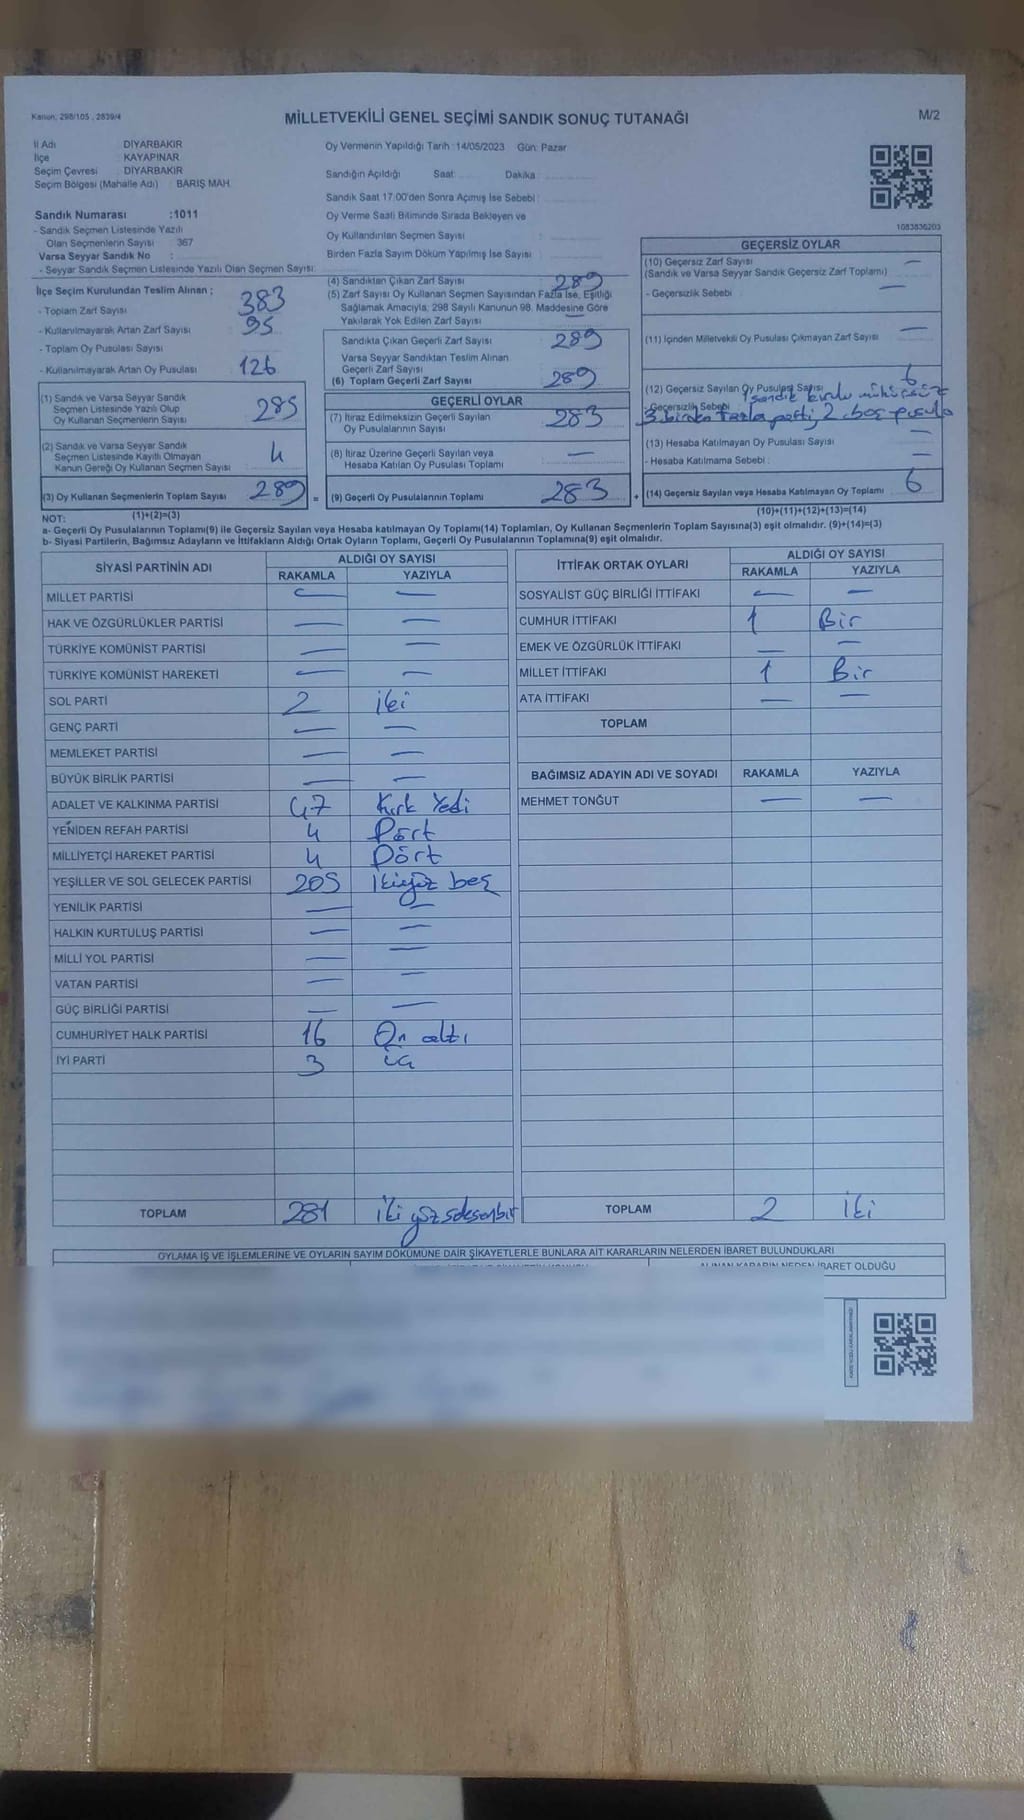 Kanun, 298/105 , 2839/4
MİLLETVEKİLİ GENEL SEÇİMİ SANDIK SONUÇ TUTANAĞI
M/2
İl Adı DİYARBAKIR
İlçe KAYAPINAR
Seçim Çevresi : DİYARBAKIR
Seçim Bölgesi (Mahalle Adı) : BARIŞ MAH.
Sandık Numarası :1011
- Sandık Seçmen Listesinde Yazılı
Olan Seçmenlerin Sayısı : 367
Varsa Seyyar Sandık No :
- Seyyar Sandık Seçmen Listesinde Yazılı Olan Seçmen Sayısı:
İlçe Seçim Kurulundan Teslim Alınan ;
- Toplam Zarf Sayısı 383
- Kullanılmayarak Artan Zarf Sayısı 95
- Toplam Oy Pusulası Sayısı
- Kullanılmayarak Artan Oy Pusulası 126
(1) Sandık ve Varsa Seyyar Sandık
Seçmen Listesinde Yazılı Olup
Oy Kullanan Seçmenlerin Sayısı 285
(2) Sandık ve Varsa Seyyar Sandık
Seçmen Listesinde Kayıtlı Olmayan
Kanun Gereği Oy Kullanan Seçmen Sayısı 4
(3) Oy Kullanan Seçmenlerin Toplam Sayısı 289 =
Oy Vermenin Yapıldığı Tarih :14/05/2023 Gün: Pazar
Sandığın Açıldığı Saat Dakika
Sandık Saat 17:00'den Sonra Açılmış İse Sebebi :
Oy Verme Saati Bitiminde Sırada Bekleyen ve
Oy Kullandırılan Seçmen Sayısı :
Birden Fazla Sayım Döküm Yapılmış İse Sayısı :
(4) Sandıktan Çıkan Zarf Sayısı 289
(5) Zarf Sayısı Oy Kullanan Seçmen Sayısından Fazla İse, Eşitliği
Sağlamak Amacıyla; 298 Sayılı Kanunun 98. Maddesine Göre
Yakılarak Yok Edilen Zarf Sayısı —
Sandıkta Çıkan Geçerli Zarf Sayısı 289
Varsa Seyyar Sandıktan Teslim Alınan
Geçerli Zarf Sayısı
(6) Toplam Geçerli Zarf Sayısı 289
GEÇERLİ OYLAR
(7) İtiraz Edilmeksizin Geçerli Sayılan
Oy Pusulalarının Sayısı 283
(8) İtiraz Üzerine Geçerli Sayılan veya
Hesaba Katılan Oy Pusulası Toplamı —
(9) Geçerli Oy Pusulalarının Toplamı 283 +
1083836203
GEÇERSİZ OYLAR
(10) Geçersiz Zarf Sayısı —
(Sandık ve Varsa Seyyar Sandık Geçersiz Zarf Toplamı)
- Geçersizlik Sebebi : —
(11) İçinden Milletvekili Oy Pusulası Çıkmayan Zarf Sayısı —
(12) Geçersiz Sayılan Oy Pusulası Sayısı 6
1 sandık kurulu mühürsüz
- Geçersizlik Sebebi
3 birden fazla parti, 2 boş pusula
(13) Hesaba Katılmayan Oy Pusulası Sayısı —
- Hesaba Katılmama Sebebi : —
(14) Geçersiz Sayılan veya Hesaba Katılmayan Oy Toplamı 6
NOT: (1)+(2)=(3) (10)+(11)+(12)+(13)=(14)
a- Geçerli Oy Pusulalarının Toplamı(9) ile Geçersiz Sayılan veya Hesaba katılmayan Oy Toplamı(14) Toplamları, Oy Kullanan Seçmenlerin Toplam Sayısına(3) eşit olmalıdır. (9)+(14)=(3)
b- Siyasi Partilerin, Bağımsız Adayların ve İttifakların Aldığı Ortak Oyların Toplamı, Geçerli Oy Pusulalarının Toplamına(9) eşit olmalıdır.
SİYASİ PARTİNİN ADI ALDIĞI OY SAYISI
RAKAMLA YAZIYLA
MİLLET PARTİSİ — —
HAK VE ÖZGÜRLÜKLER PARTİSİ — —
TÜRKİYE KOMÜNİST PARTİSİ — —
TÜRKİYE KOMÜNİST HAREKETİ — —
SOL PARTİ 2 iki
GENÇ PARTİ — —
MEMLEKET PARTİSİ — —
BÜYÜK BİRLİK PARTİSİ — —
ADALET VE KALKINMA PARTİSİ 47 Kırk Yedi
YENİDEN REFAH PARTİSİ 4 Dört
MİLLİYETÇİ HAREKET PARTİSİ 4 Dört
YEŞİLLER VE SOL GELECEK PARTİSİ 205 İkiyüz beş
YENİLİK PARTİSİ — —
HALKIN KURTULUŞ PARTİSİ — —
MİLLİ YOL PARTİSİ — —
VATAN PARTİSİ — —
GÜÇ BİRLİĞİ PARTİSİ — —
CUMHURİYET HALK PARTİSİ 16 On altı
İYİ PARTİ 3 üç
TOPLAM 281 iki yüz seksen bir
İTTİFAK ORTAK OYLARI ALDIĞI OY SAYISI
RAKAMLA YAZIYLA
SOSYALİST GÜÇ BİRLİĞİ İTTİFAKI — —
CUMHUR İTTİFAKI 1 Bir
EMEK VE ÖZGÜRLÜK İTTİFAKI — —
MİLLET İTTİFAKI 1 Bir
ATA İTTİFAKI — —
TOPLAM
BAĞIMSIZ ADAYIN ADI VE SOYADI RAKAMLA YAZIYLA
MEHMET TONĞUT — —
TOPLAM 2 iki
OYLAMA İŞ VE İŞLEMLERİNE VE OYLARIN SAYIM DÖKÜMÜNE DAİR ŞİKAYETLERLE BUNLARA AİT KARARLARIN NELERDEN İBARET BULUNDUKLARI
ALINAN KARARIN NEDEN İBARET OLDUĞU